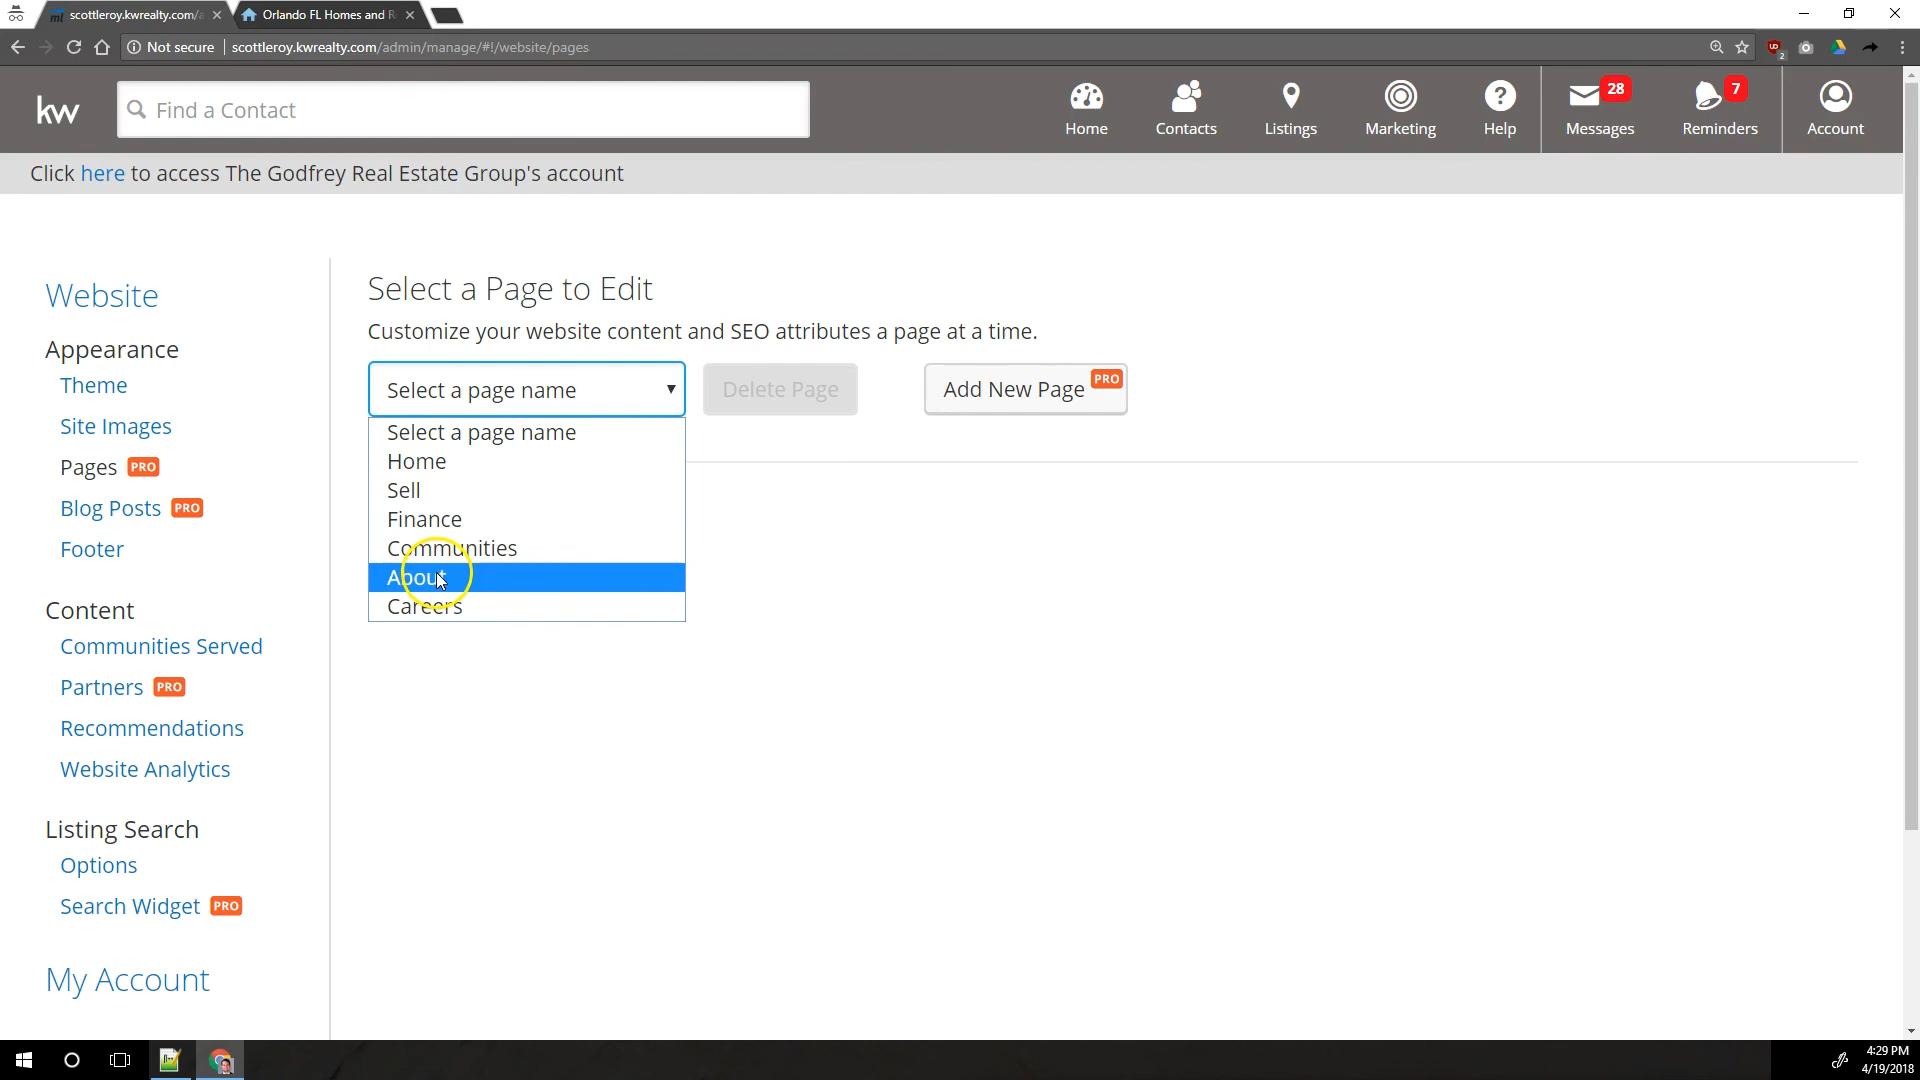 scottleroy.kwrealty.com/a
Orlando FL Homes and R
Not secure
scottleroy.kwrealty.com/admin/manage/#!/website/pages
kw
Find a Contact
Home
Contacts
Listings
Marketing
Help
28
Messages
7
Reminders
Account
Click here to access The Godfrey Real Estate Group's account
Website
Appearance
Theme
Site Images
Pages PRO
Blog Posts PRO
Footer
Content
Communities Served
Partners PRO
Recommendations
Website Analytics
Listing Search
Options
Search Widget PRO
My Account
Select a Page to Edit
Customize your website content and SEO attributes a page at a time.
Select a page name
Delete Page
Add New Page PRO
Select a page name
Home
Sell
Finance
Communities
About
Careers
4:29 PM
4/19/2018